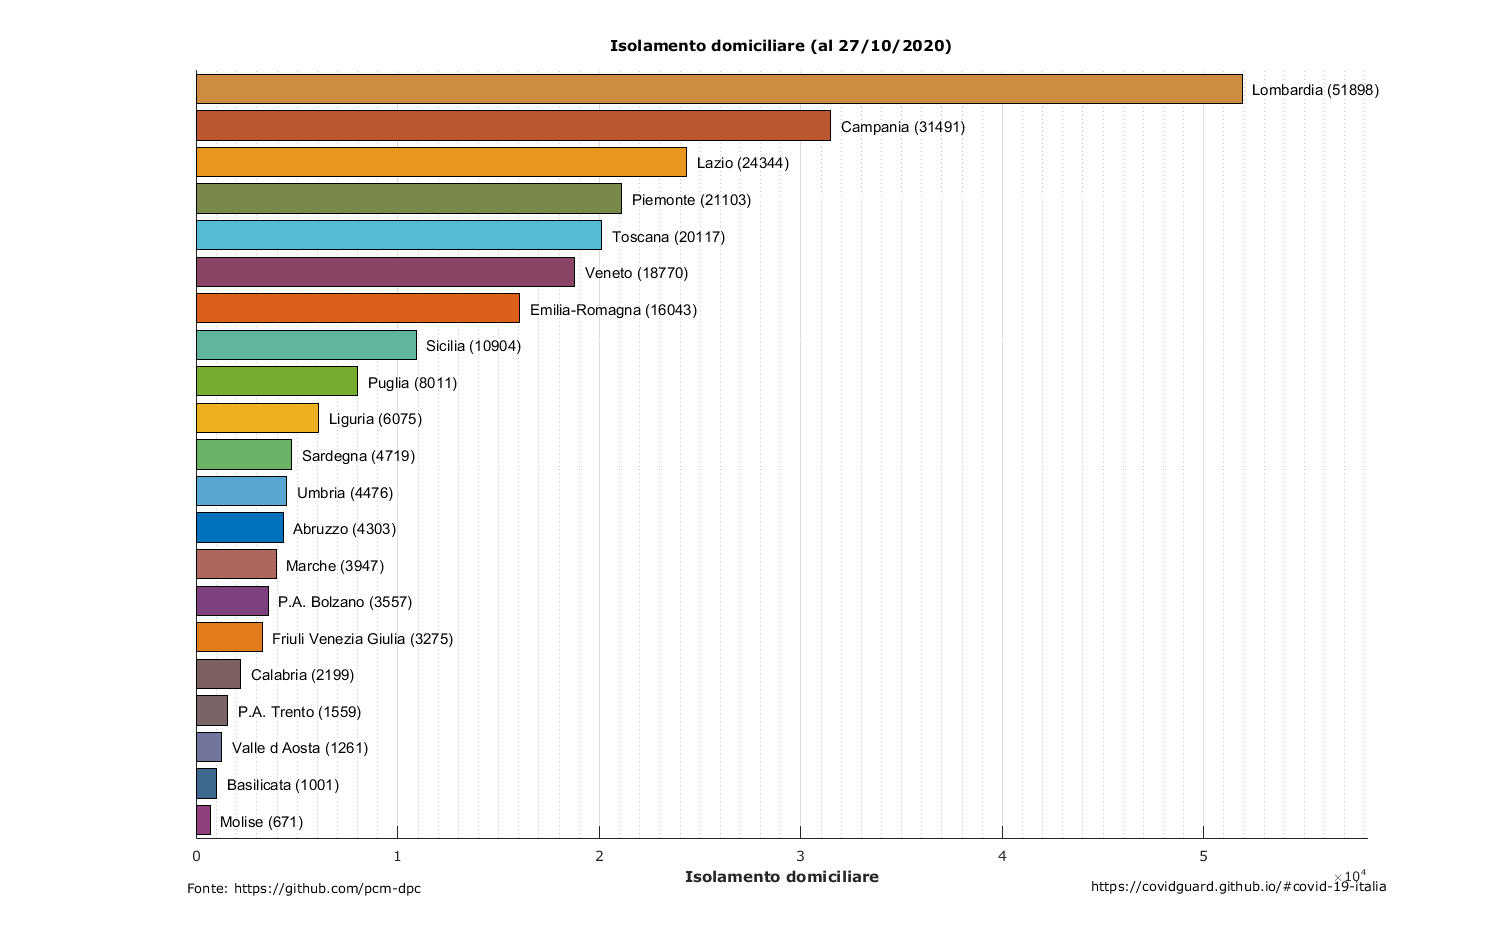 Isolamento domiciliare (al 27/10/2020)
Lombardia (51898)
Campania (31491)
Lazio (24344)
Piemonte (21103)
Toscana (20117)
Veneto (18770)
Emilia-Romagna (16043)
Sicilia (10904)
Puglia (8011)
Liguria (6075)
Sardegna (4719)
Umbria (4476)
Abruzzo (4303)
Marche (3947)
P.A. Bolzano (3557)
Friuli Venezia Giulia (3275)
Calabria (2199)
P.A. Trento (1559)
Valle d Aosta (1261)
Basilicata (1001)
Molise (671)
0 1 2 3 4 5
Isolamento domiciliare
×10⁴
Fonte: https://github.com/pcm-dpc
https://covidguard.github.io/#covid-19-italia